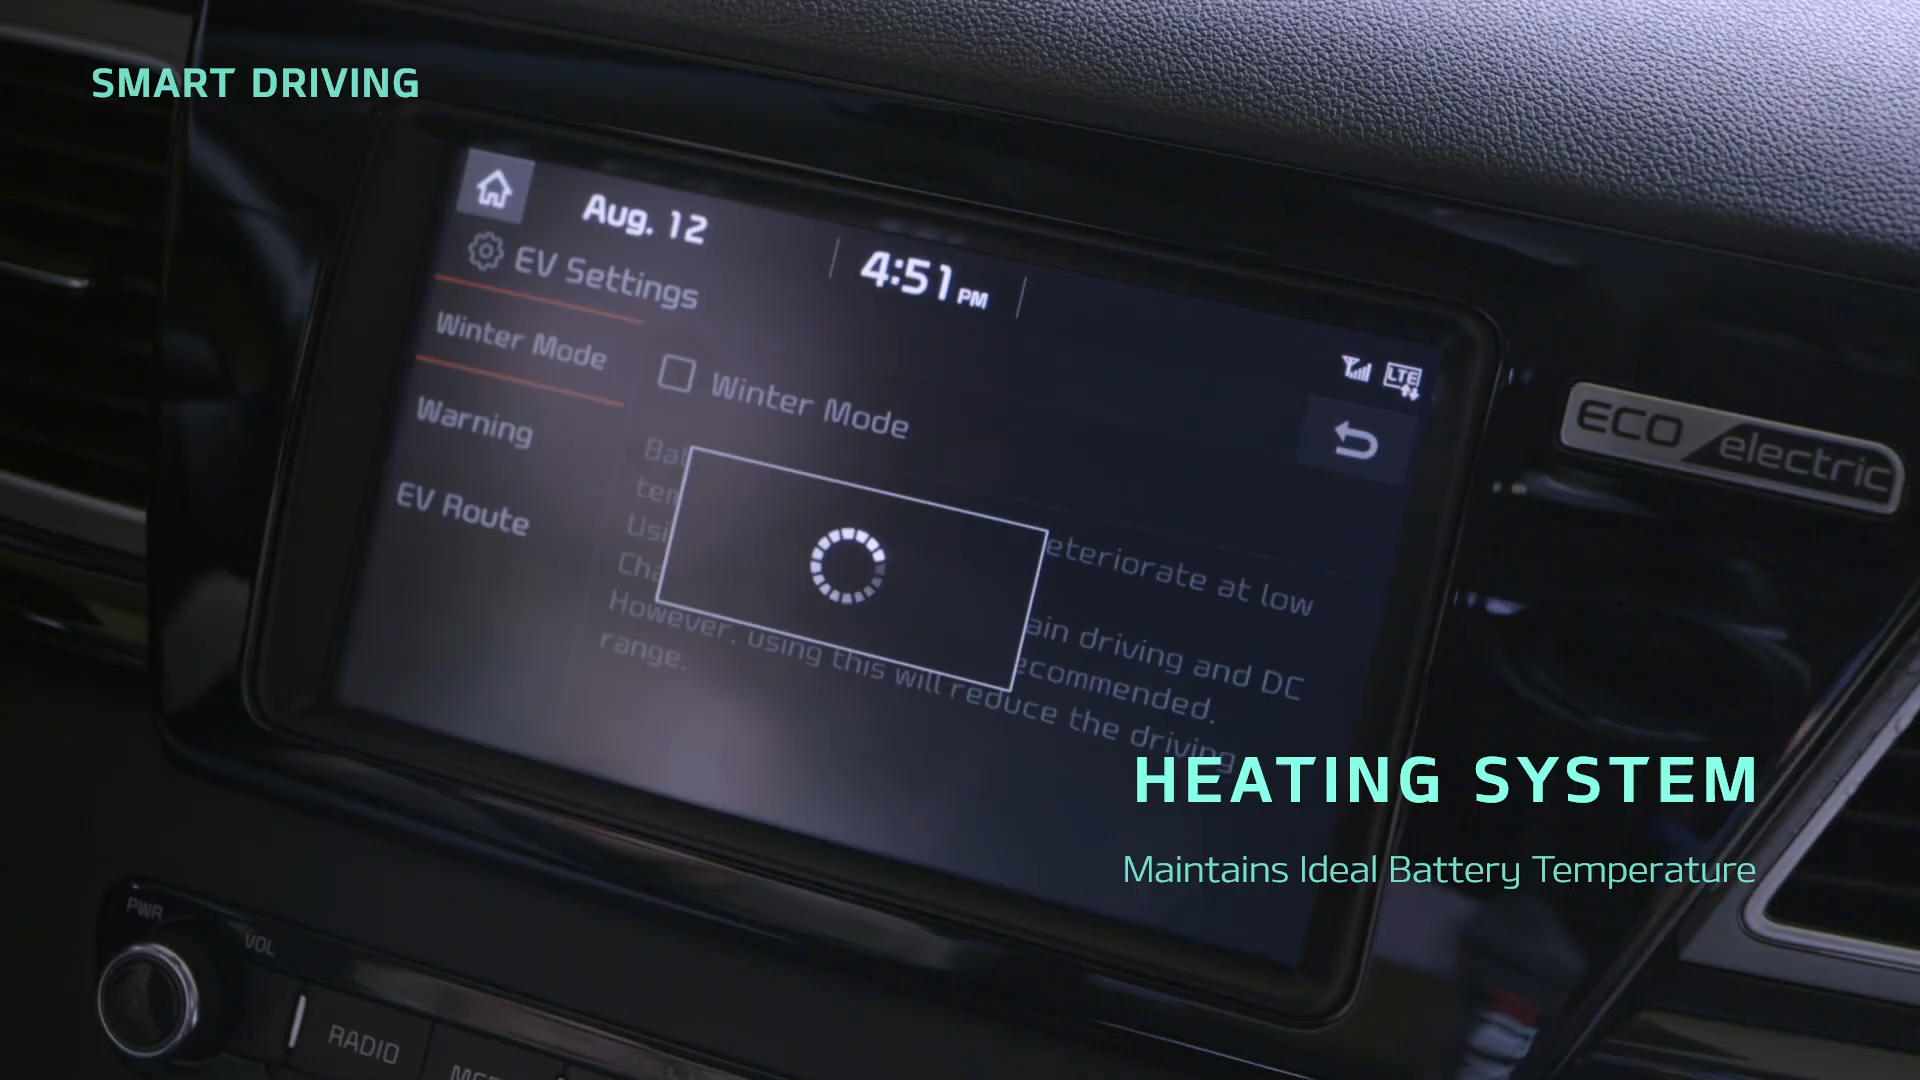 SMART DRIVING
Aug. 12
4:51 PM
EV Settings
LTE
Winter Mode
Winter Mode
Warning
EV Route
eteriorate at low
ain driving and DC
ecommended.
However, using this will reduce the driving
range.
ECO electric
HEATING SYSTEM
Maintains Ideal Battery Temperature
PWR
VOL
RADIO